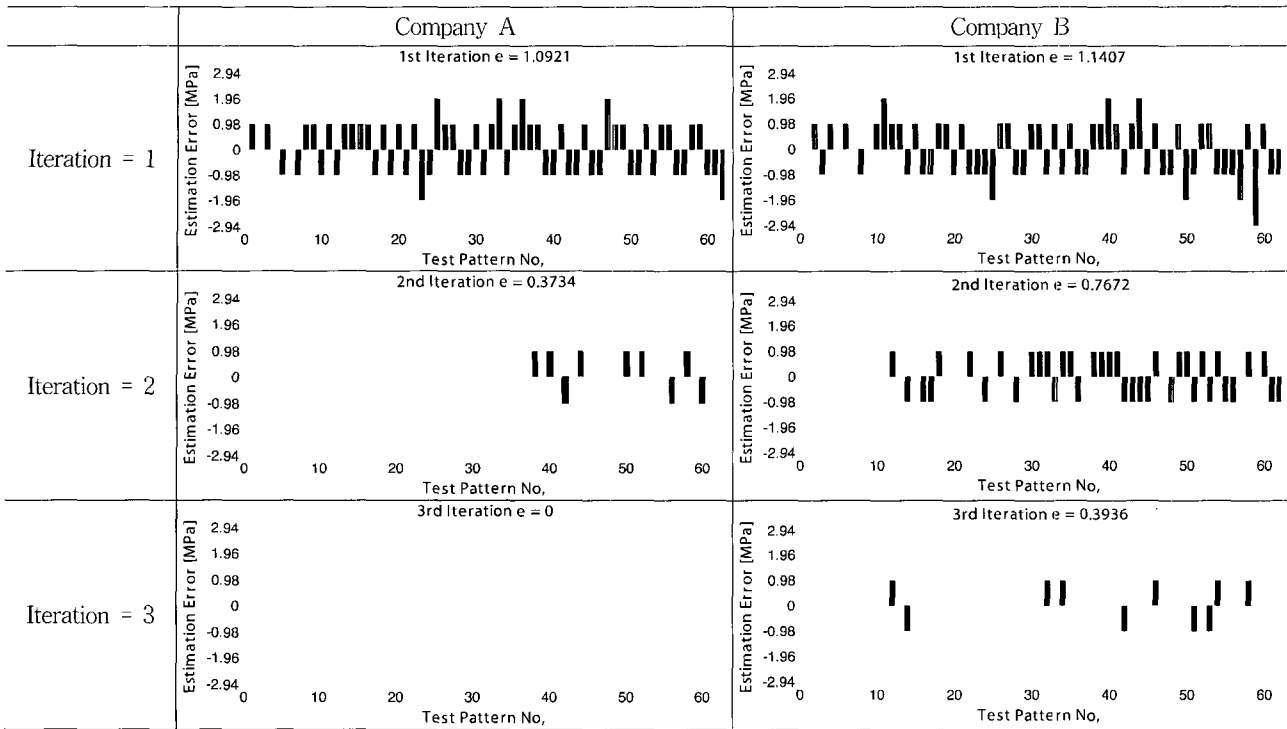 Company A
Company B
Iteration = 1
1st Iteration e = 1.0921
Estimation Error [MPa]
2.94
1.96
0.98
0
-0.98
-1.96
-2.94
0 10 20 30 40 50 60
Test Pattern No,
1st Iteration e = 1.1407
Estimation Error [MPa]
2.94
1.96
0.98
0
-0.98
-1.96
-2.94
0 10 20 30 40 50 60
Test Pattern No,
Iteration = 2
2nd Iteration e = 0.3734
Estimation Error [MPa]
2.94
1.96
0.98
0
-0.98
-1.96
-2.94
0 10 20 30 40 50 60
Test Pattern No,
2nd Iteration e = 0.7672
Estimation Error [MPa]
2.94
1.96
0.98
0
-0.98
-1.96
-2.94
0 10 20 30 40 50 60
Test Pattern No,
Iteration = 3
3rd Iteration e = 0
Estimation Error [MPa]
2.94
1.96
0.98
0
-0.98
-1.96
-2.94
0 10 20 30 40 50 60
Test Pattern No,
3rd Iteration e = 0.3936
Estimation Error [MPa]
2.94
1.96
0.98
0
-0.98
-1.96
-2.94
0 10 20 30 40 50 60
Test Pattern No,